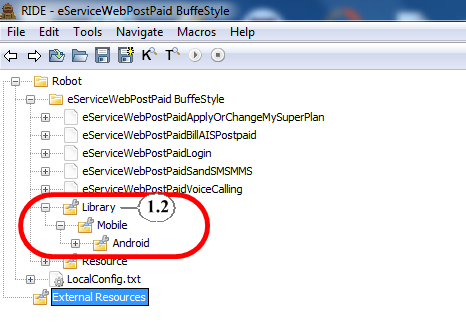 RIDE - eServiceWebPostPaid BuffeStyle
File Edit Tools Navigate Macros Help
K T
Robot
eServiceWebPostPaid BuffeStyle
eServiceWebPostPaidApplyOrChangeMySuperPlan
eServiceWebPostPaidBillAISPostpaid
eServiceWebPostPaidLogin
eServiceWebPostPaidSandSMSMMS
eServiceWebPostPaidVoiceCalling
Library 1.2
Mobile
Android
Resource
LocalConfig.txt
External Resources